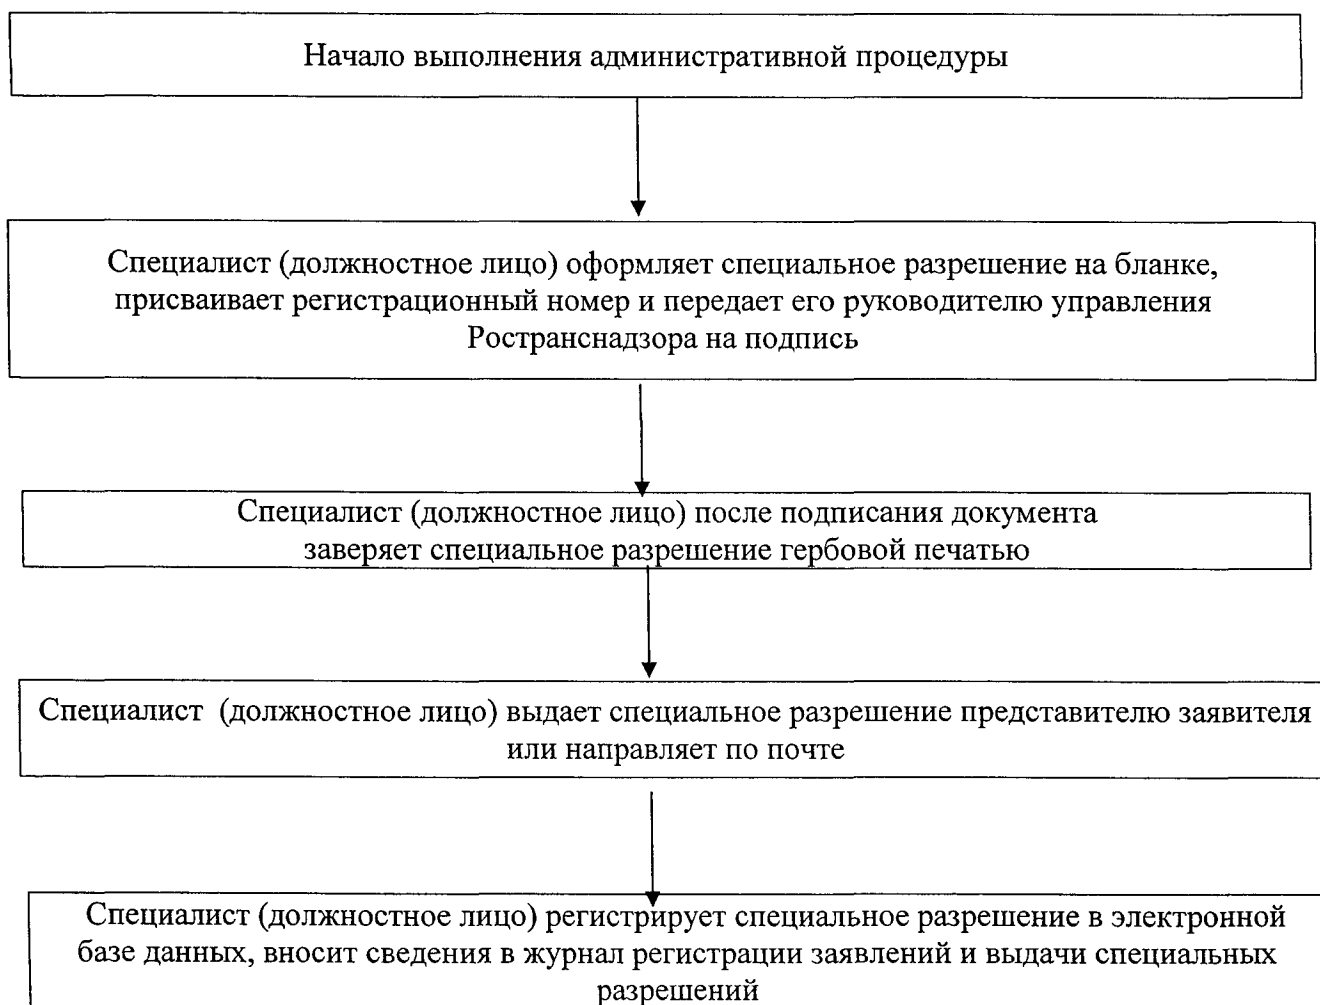 Начало выполнения административной процедуры
Специалист (должностное лицо) оформляет специальное разрешение на бланке,
присваивает регистрационный номер и передает его руководителю управления
Ространснадзора на подпись
Специалист (должностное лицо) после подписания документа
заверяет специальное разрешение гербовой печатью
Специалист (должностное лицо) выдает специальное разрешение представителю заявителя
или направляет по почте
Специалист (должностное лицо) регистрирует специальное разрешение в электронной
базе данных, вносит сведения в журнал регистрации заявлений и выдачи специальных
разрешений